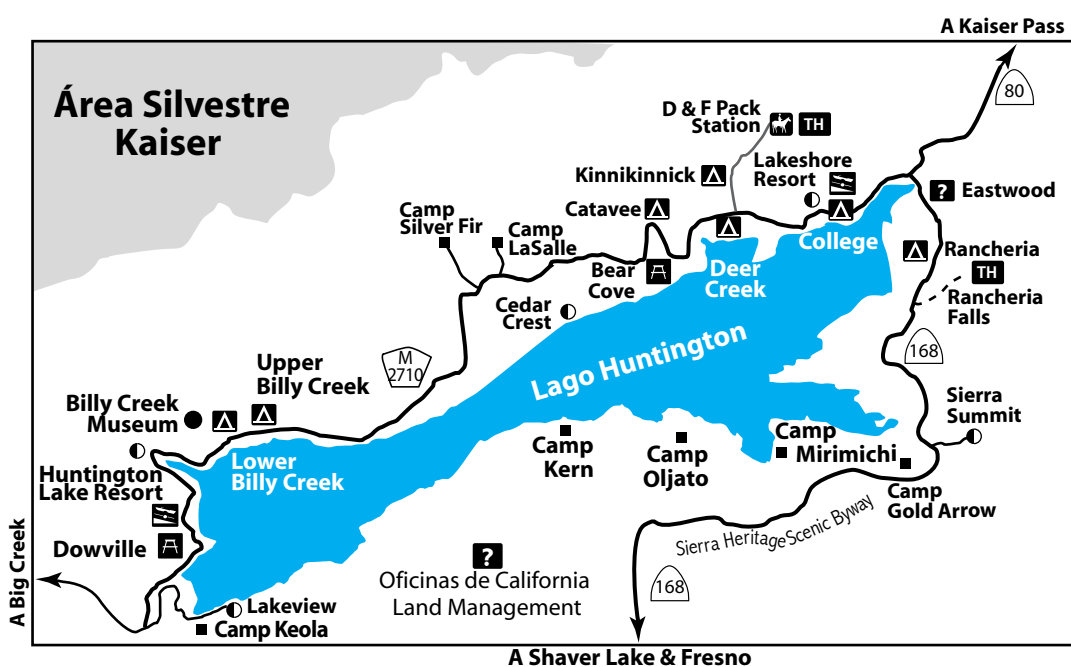 A Kaiser Pass
Área Silvestre
Kaiser
80
D & F Pack
Station
TH
Lakeshore
Resort
Kinnikinnick
? Eastwood
Catavee
Camp
Silver Fir
Camp
LaSalle
College
Rancheria
TH
Rancheria
Falls
Bear
Cove
Deer
Creek
Cedar
Crest
Lago Huntington
168
M
2710
Upper
Billy Creek
Billy Creek
Museum
Sierra
Summit
Camp
Kern
Camp
Oljato
Camp
Mirimichi
Lower
Billy Creek
Huntington
Lake Resort
Camp
Gold Arrow
Sierra Heritage Scenic Byway
Dowville
?
Oficinas de California
Land Management
168
A Big Creek
Lakeview
Camp Keola
A Shaver Lake & Fresno